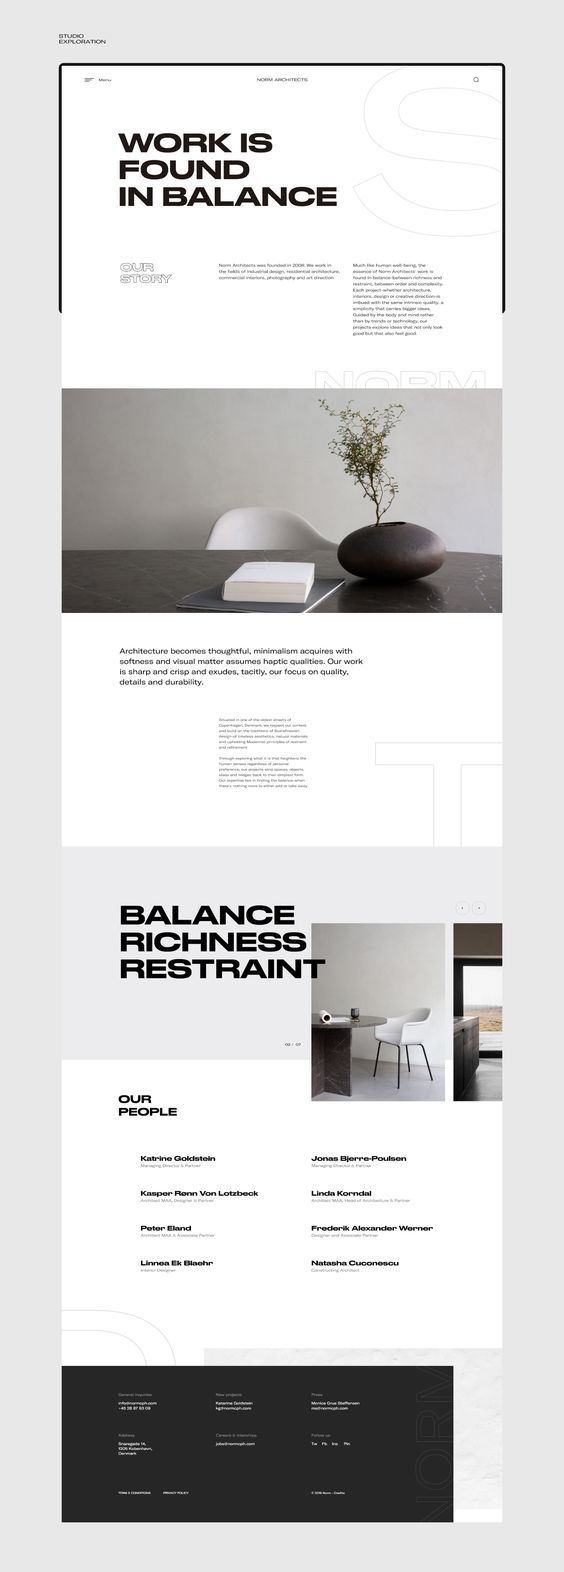 STUDIO
EXPLORATION
Menu
NORM ARCHITECTS
S
WORK IS
FOUND
IN BALANCE
OUR
STORY
Norm Architects was founded in 2008. We work in
the fields of industrial design, residential architecture,
commercial interiors, photography and art direction
Much like human well-being, the
essence of Norm Architects' work is
found in balance-between richness and
restraint, between order and complexity.
Each project-whether architecture,
interiors, design or creative direction-is
imbued with the same intrinsic quality, a
simplicity that carries bigger ideas.
Guided by the body and mind rather
than by trends or technology, our
projects explore ideas that not only look
good but that also feel good.
NORM
Architecture becomes thoughtful, minimalism acquires with
softness and visual matter assumes haptic qualities. Our work
is sharp and crisp and exudes, tacitly, our focus on quality,
details and durability.
Situated in one of the oldest streets of
Copenhagen, Denmark, we respect our context
and build on the traditions of Scandinavian
design-of timeless aesthetics, natural materials
and upholding Modernist principles of restraint
and refinement
Through exploring what it is that heightens the
human senses regardless of personal
preference, our projects strip spaces, objects,
ideas and images back to their simplest form.
Our expertise lies in finding the balance-when
there's nothing more to either add or take away
T
BALANCE
RICHNESS
RESTRAINT
02 / 07
OUR
PEOPLE
Katrine Goldstein
Managing Director & Partner
Jonas Bjerre-Poulsen
Managing Director & Partner
Kasper Rønn Von Lotzbeck
Architect MAA, Designer & Partner
Linda Korndal
Architect MAA, Head of Architecture & Partner
Peter Eland
Architect MAA & Associate Partner
Frederik Alexander Werner
Designer and Associate Partner
Linnea Ek Blaehr
Interior Designer
Natasha Cuconescu
Constructing Architect
General Inquiries
info@normcph.com
New projects
Katarine Goldstein
kg@normcph.com
Press
Monica Grue Steffensen
ms@normcph.com
Address
Snaregade 14,
1205 København,
Denmark
Careers & Internships
jobs@normcph.com
Follow us
Tw Fb Ins Pin
TERM & CONDITIONS
PRIVACY POLICY
© 2019 Norm - Credits
NORM